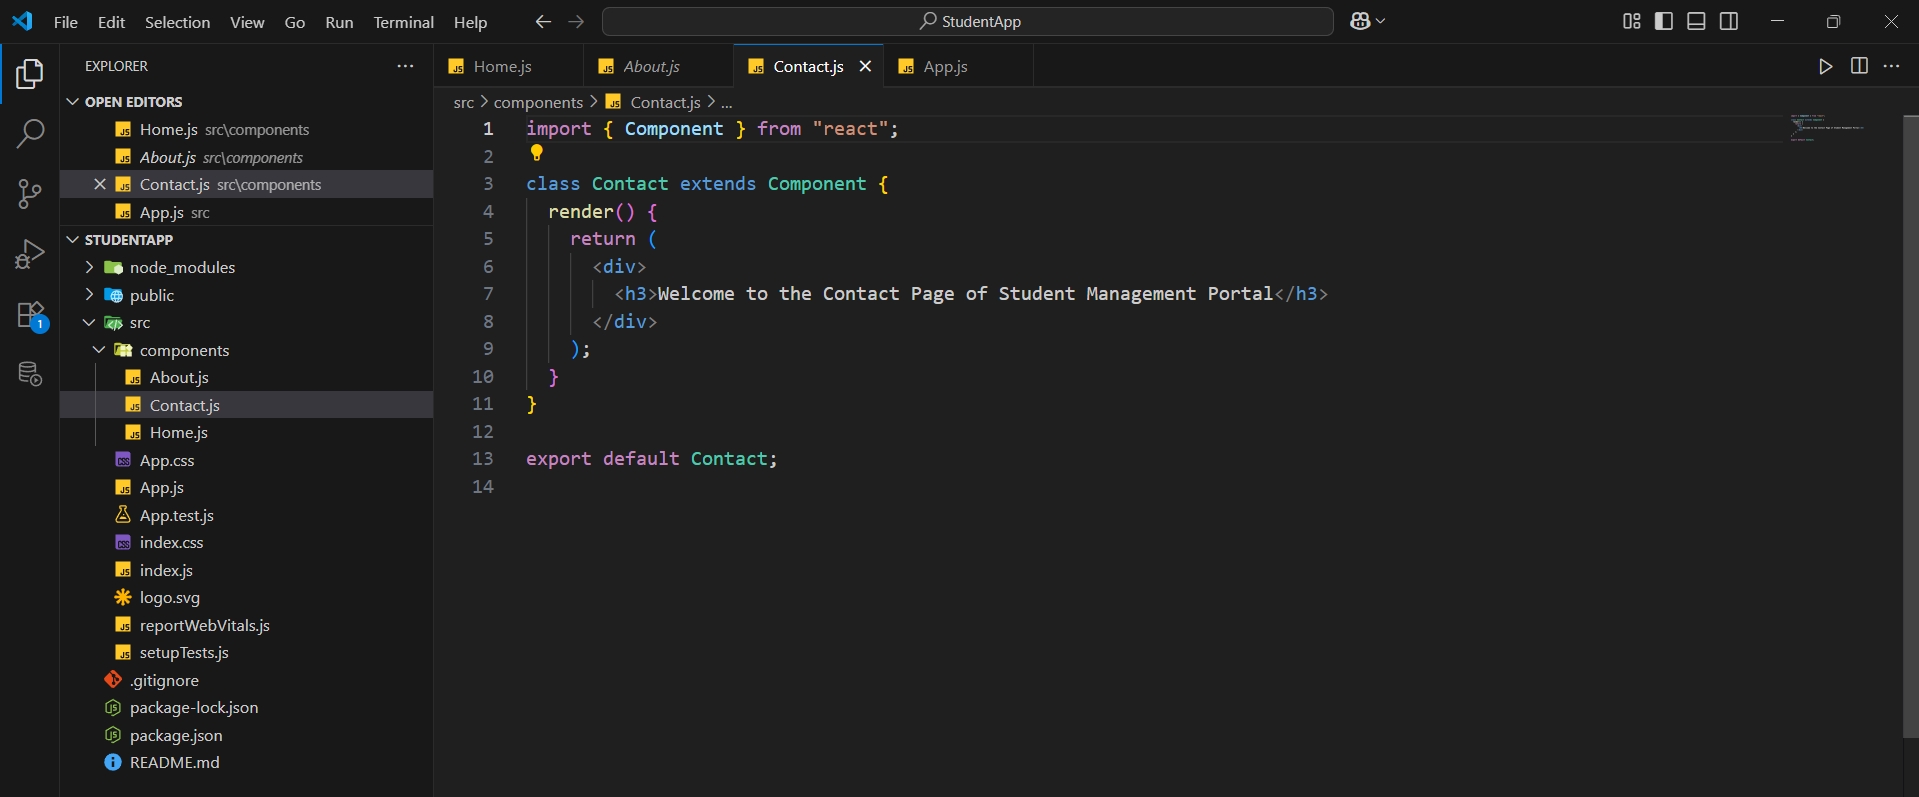 File Edit Selection View Go Run Terminal Help StudentApp
EXPLORER
OPEN EDITORS
Home.js src\components
About.js src\components
Contact.js src\components
App.js src
STUDENTAPP
node_modules
public
src
components
About.js
Contact.js
Home.js
App.css
App.js
App.test.js
index.css
index.js
logo.svg
reportWebVitals.js
setupTests.js
.gitignore
package-lock.json
package.json
README.md
1
Home.js About.js Contact.js App.js
src > components > Contact.js > ...
1 import { Component } from "react";
2
3 class Contact extends Component {
4 render() {
5 return (
6 <div>
7 <h3>Welcome to the Contact Page of Student Management Portal</h3>
8 </div>
9 );
10 }
11 }
12
13 export default Contact;
14